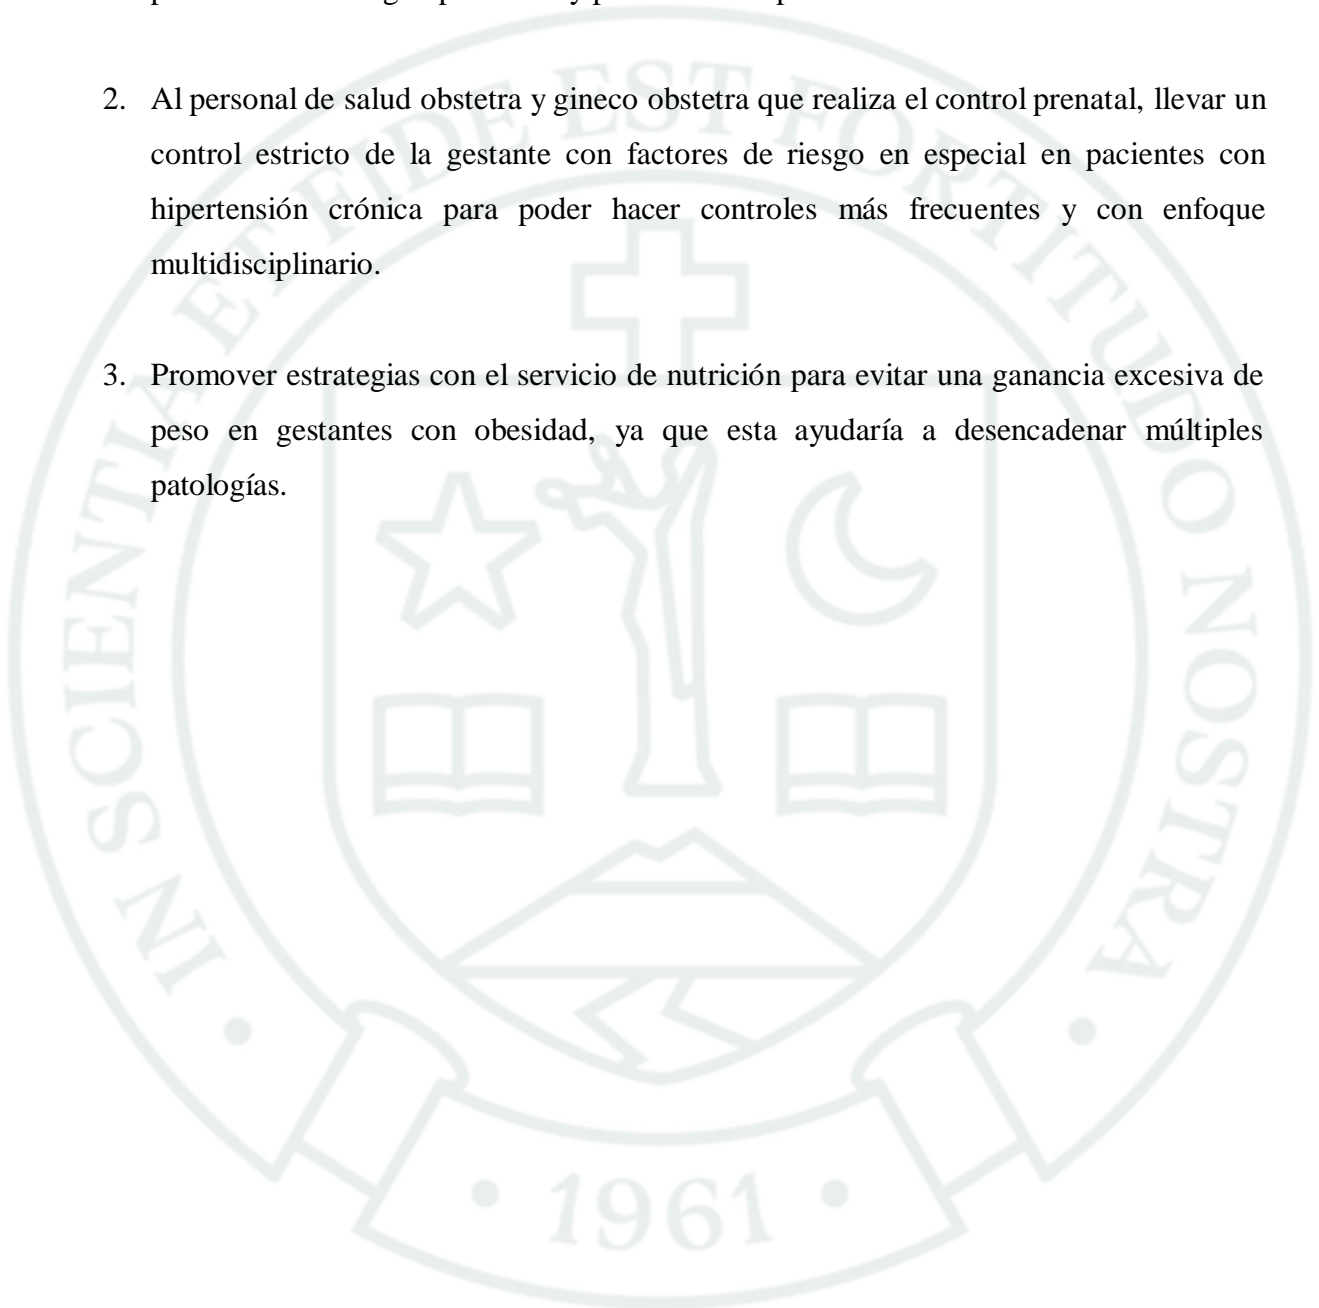 2. Al personal de salud obstetra y gineco obstetra que realiza el control prenatal, llevar un
control estricto de la gestante con factores de riesgo en especial en pacientes con
hipertensión crónica para poder hacer controles más frecuentes y con enfoque
multidisciplinario.
3. Promover estrategias con el servicio de nutrición para evitar una ganancia excesiva de
peso en gestantes con obesidad, ya que esta ayudaría a desencadenar múltiples
patologías.
IN SCIENTIA ET FIDE EST FORTITUDO NOSTRA
• 1961 •